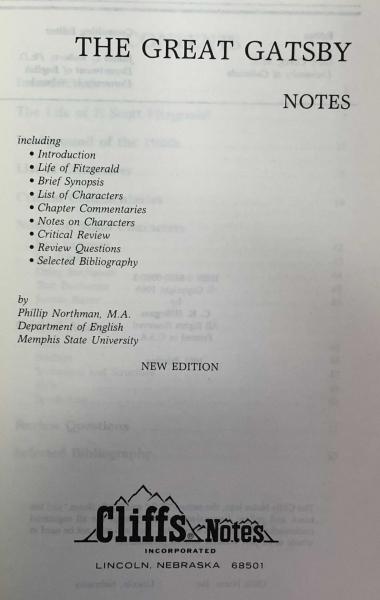 THE GREAT GATSBY
NOTES
including
• Introduction
• Life of Fitzgerald
• Brief Synopsis
• List of Characters
• Chapter Commentaries
• Notes on Characters
• Critical Review
• Review Questions
• Selected Bibliography
by
Phillip Northman, M.A.
Department of English
Memphis State University
NEW EDITION
Cliffs® Notes
INCORPORATED
LINCOLN, NEBRASKA 68501